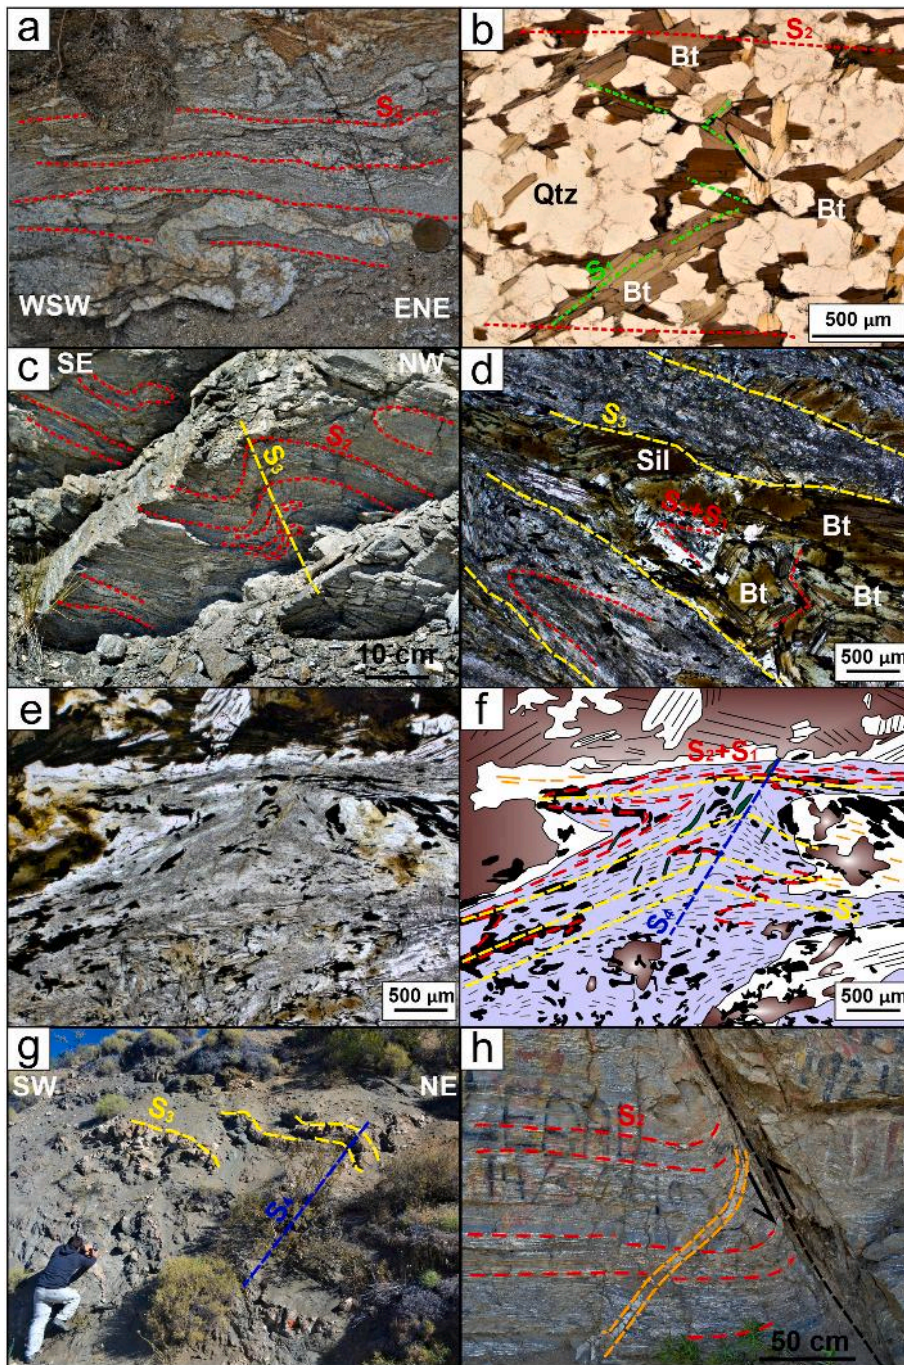 a
S₂
WSW
ENE
b
S₂
Bt
Qtz
Bt
Bt
500 µm
c
SE
NW
S₂
S₃
10 cm
d
S₃
Sil
S₂+S₁
Bt
Bt
Bt
500 µm
e
500 µm
f
S₂+S₁
S₄
500 µm
g
SW
NE
S₃
S₄
h
S₂
50 cm